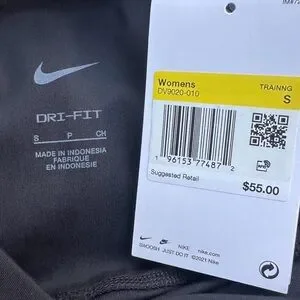 DRI-FIT
S P CH
MADE IN INDONESIA
FABRIQUE
EN INDONESIE
Womens
DV9020-010
TRAINNG
S
1 96153 77487 2
Suggested Retail
$55.00
NIKE nike.com
SWOOSH JUST DO IT ©2021 Nike